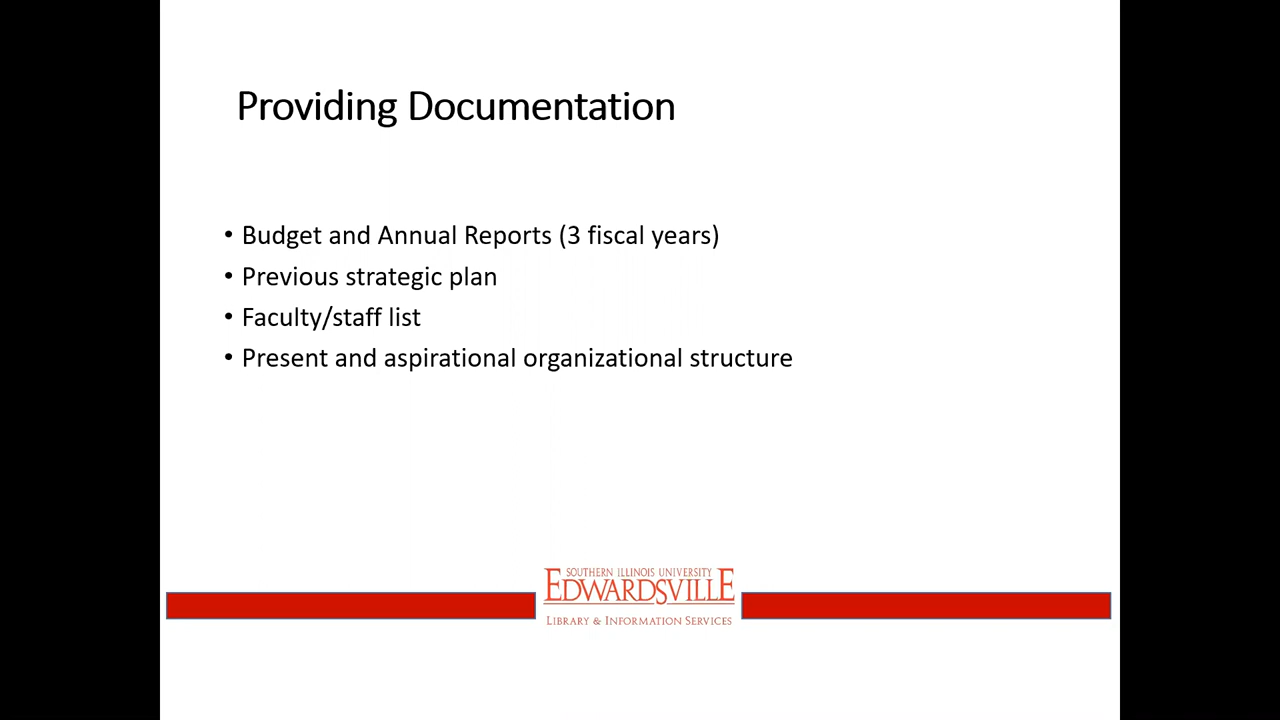 Providing Documentation
• Budget and Annual Reports (3 fiscal years)
• Previous strategic plan
• Faculty/staff list
• Present and aspirational organizational structure
SOUTHERN ILLINOIS UNIVERSITY
EDWARDSVILLE
LIBRARY & INFORMATION SERVICES